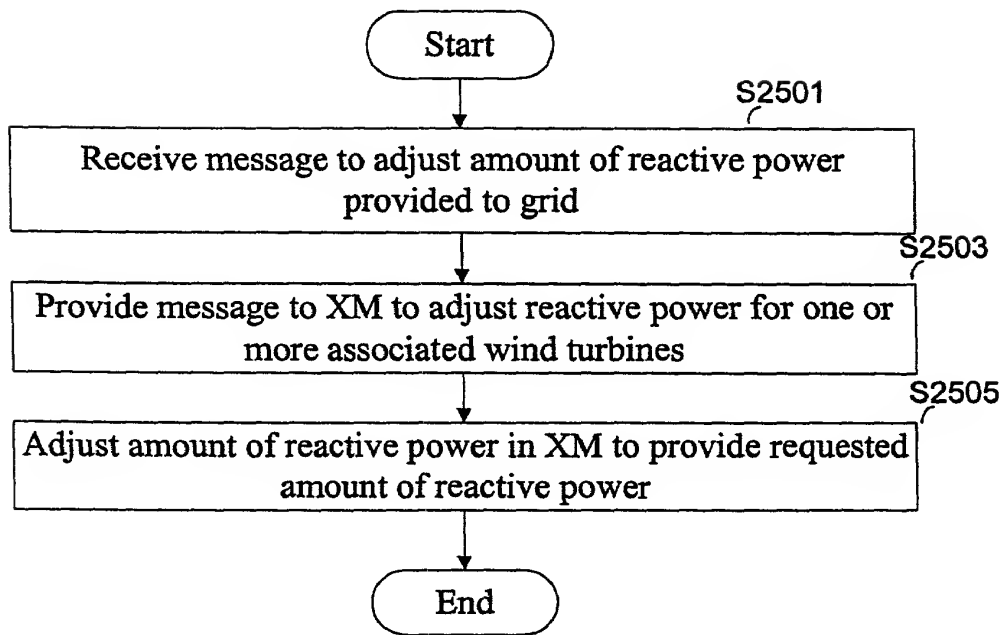 Start
S2501
Receive message to adjust amount of reactive power
provided to grid
S2503
Provide message to XM to adjust reactive power for one or
more associated wind turbines
S2505
Adjust amount of reactive power in XM to provide requested
amount of reactive power
End